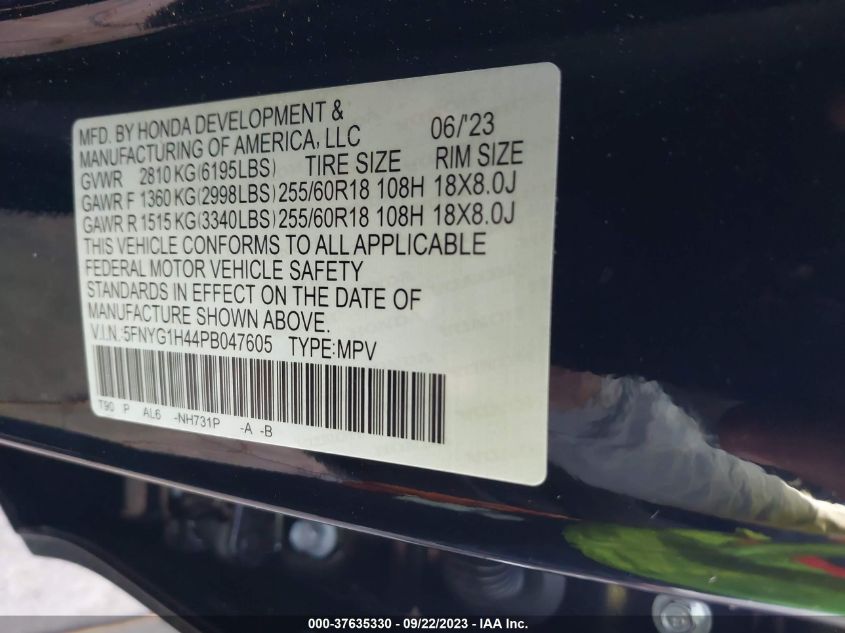 MFD. BY HONDA DEVELOPMENT &
MANUFACTURING OF AMERICA, LLC 06/'23
GVWR 2810 KG(6195LBS) TIRE SIZE RIM SIZE
GAWR F 1360 KG(2998LBS) 255/60R18 108H 18X8.0J
GAWR R 1515 KG(3340LBS) 255/60R18 108H 18X8.0J
THIS VEHICLE CONFORMS TO ALL APPLICABLE
FEDERAL MOTOR VEHICLE SAFETY
STANDARDS IN EFFECT ON THE DATE OF
MANUFACTURE SHOWN ABOVE.
V.I.N.:5FNYG1H44PB047605 TYPE:MPV
T90 P AL6 -NH731P -A -B
000-37635330 - 09/22/2023 - IAA Inc.